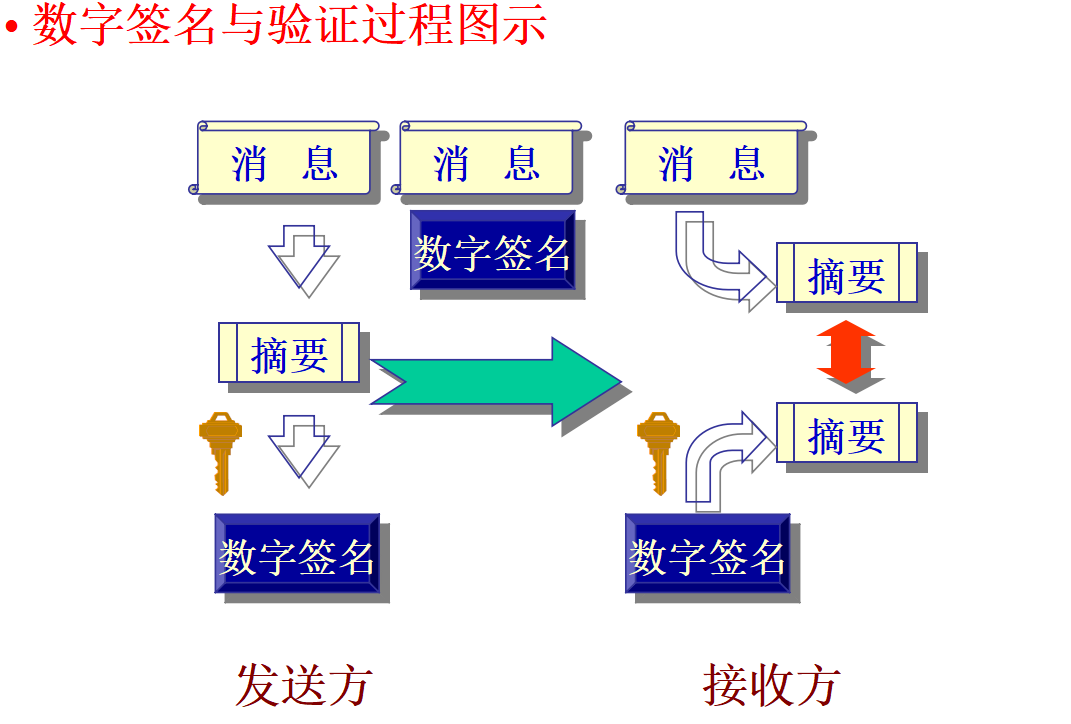 • 数字签名与验证过程图示
消 息
消 息
消 息
数字签名
摘要
摘要
摘要
数字签名
数字签名
发送方
接收方